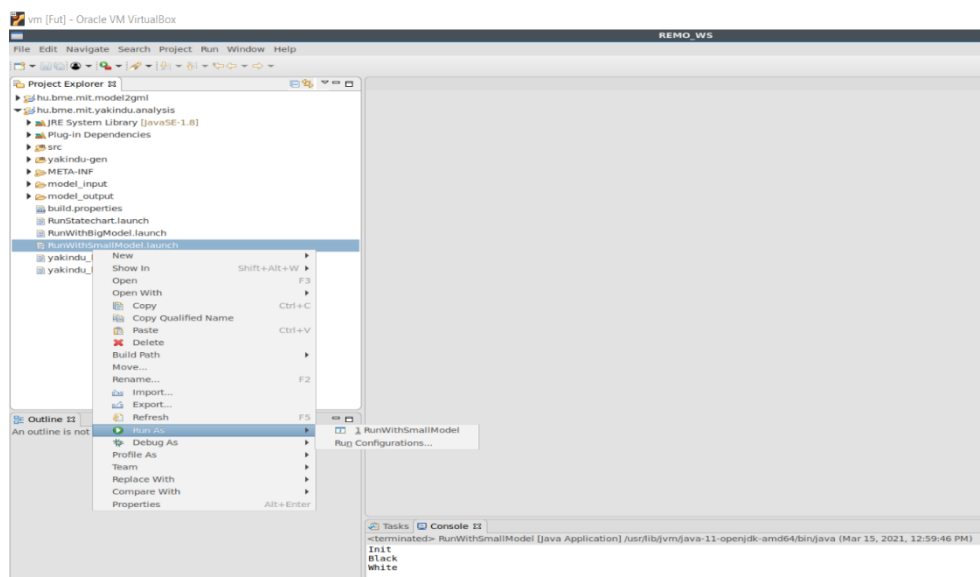 vm [Fut] - Oracle VM VirtualBox
REMO_WS
File Edit Navigate Search Project Run Window Help
Project Explorer
hu.bme.mit.model2gml
hu.bme.mit.yakindu.analysis
JRE System Library [JavaSE-1.8]
Plug-in Dependencies
src
yakindu-gen
META-INF
model_input
model_output
build.properties
RunStatechart.launch
RunWithBigModel.launch
RunWithSmallModel.launch
yakindu_
yakindu_
New
Show In Shift+Alt+W
Open F3
Open With
Copy Ctrl+C
Copy Qualified Name
Paste Ctrl+V
Delete
Build Path
Move...
Rename... F2
Import...
Export...
Refresh F5
Run As
Debug As
Profile As
Team
Replace With
Compare With
Properties Alt+Enter
1 RunWithSmallModel
Run Configurations...
Outline
An outline is not
Tasks Console
<terminated> RunWithSmallModel [Java Application] /usr/lib/jvm/java-11-openjdk-amd64/bin/java (Mar 15, 2021, 12:59:46 PM)
Init
Black
White